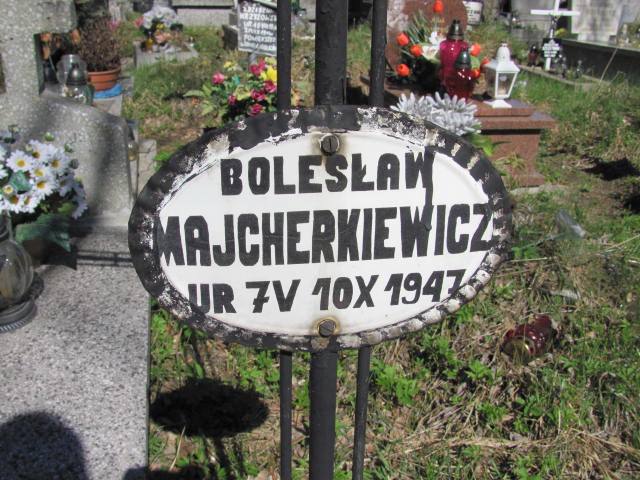 BOLESŁAW
MAJCHERKIEWICZ
UR 7V 10X 1947